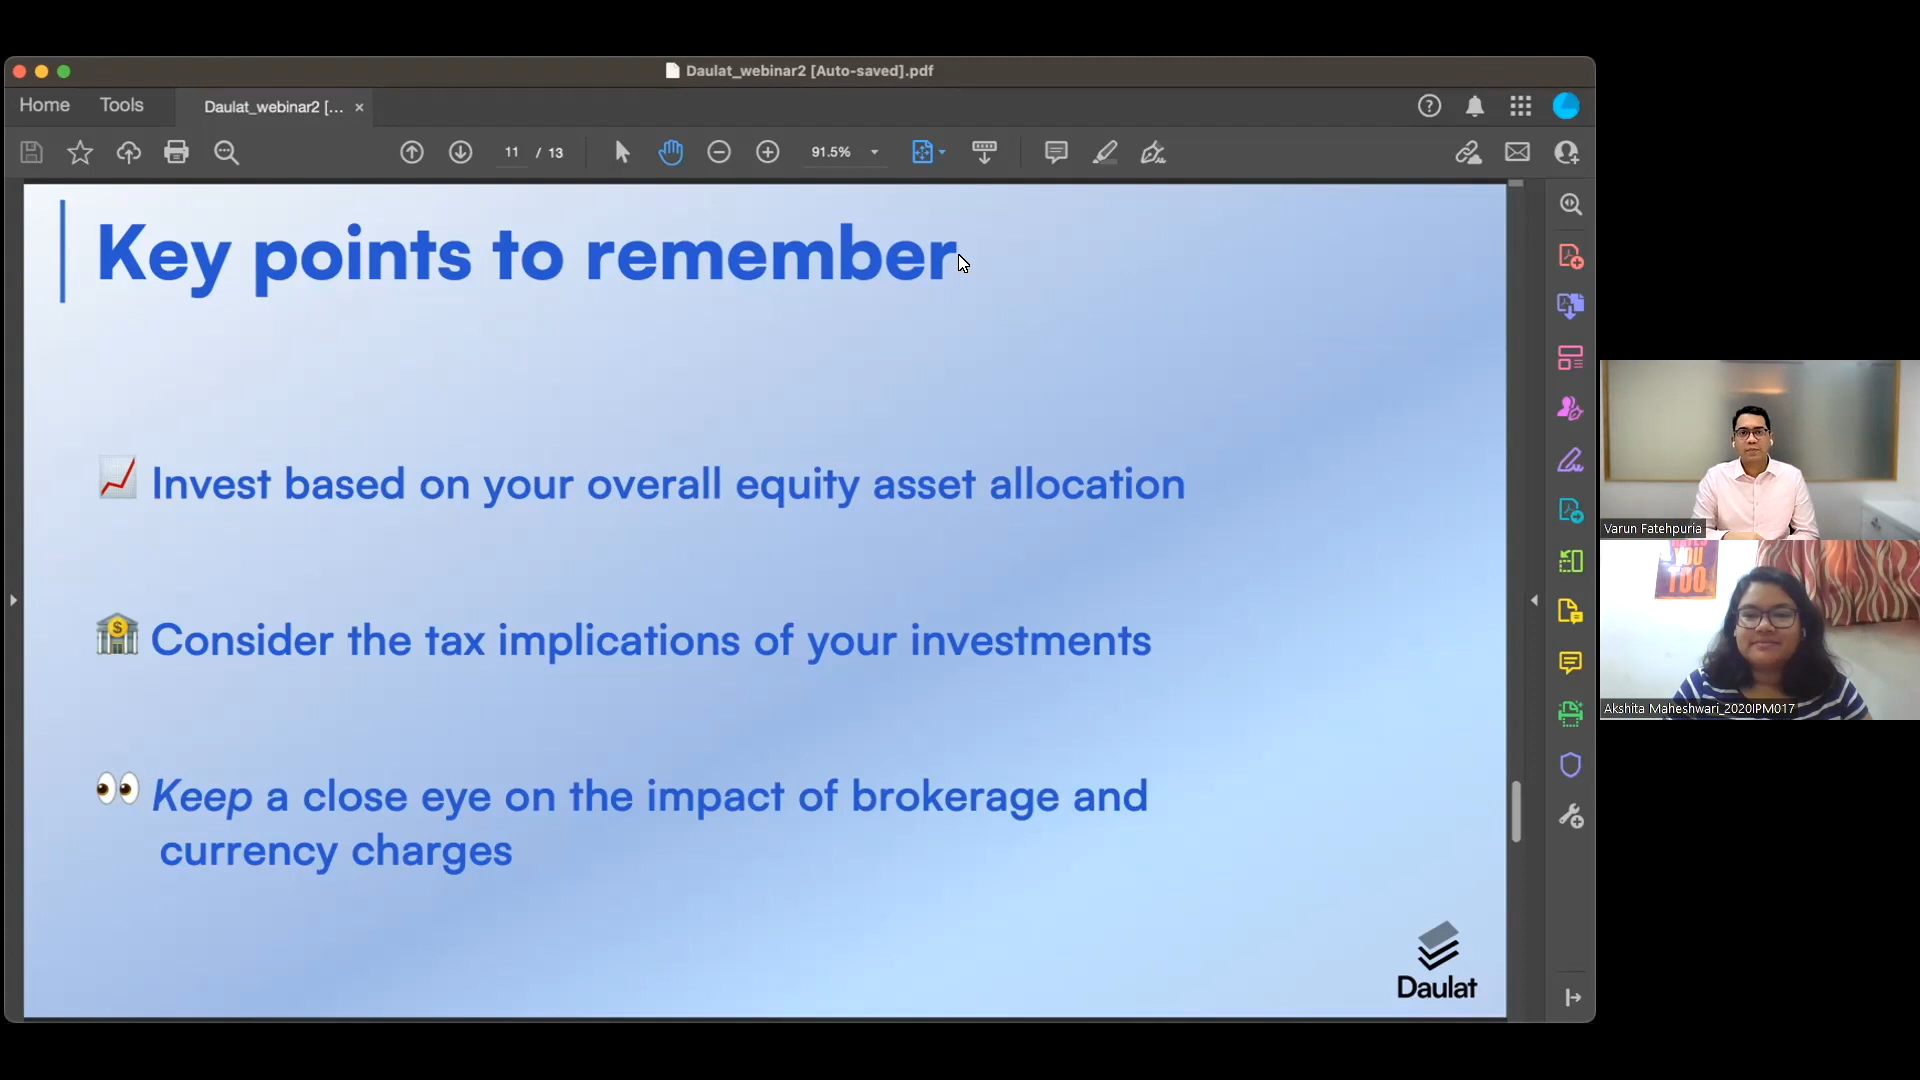 Daulat_webinar2 [Auto-saved].pdf
Home
Tools
Daulat_webinar2 [...
11 / 13
91.5%
Key points to remember
Invest based on your overall equity asset allocation
Consider the tax implications of your investments
Keep a close eye on the impact of brokerage and
currency charges
Daulat
Varun Fatehpuria
YOU
TOO
Akshita Maheshwari_2020IPM017